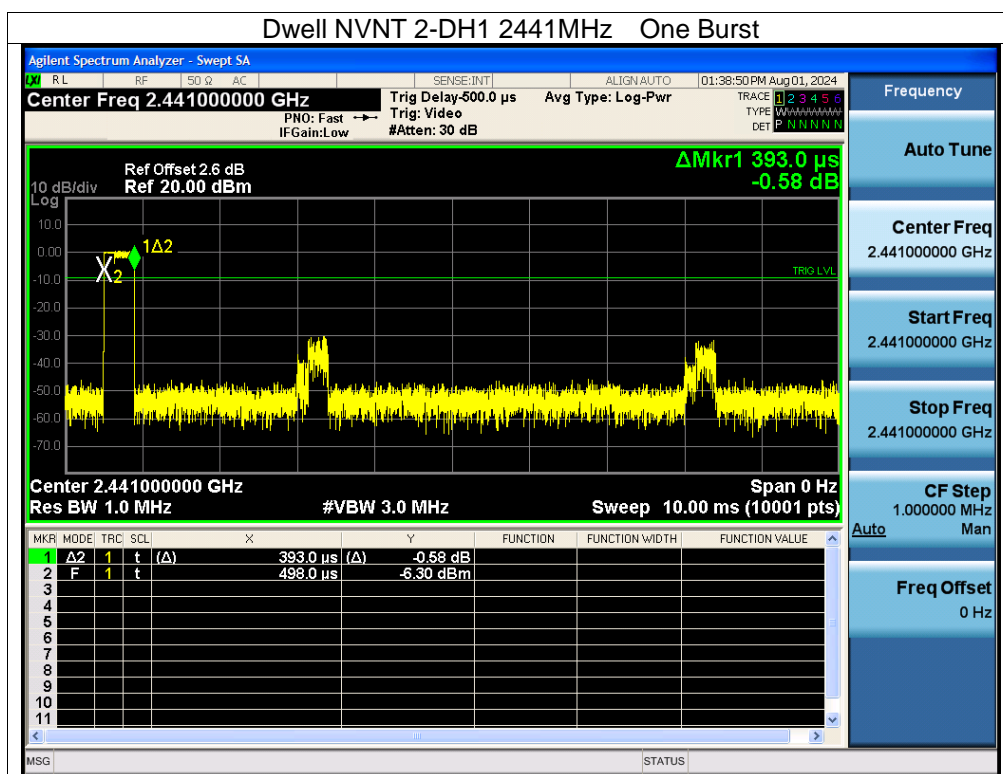 Dwell NVNT 2-DH1 2441MHz One Burst
Agilent Spectrum Analyzer - Swept SA
LXI RL RF 50 Ω AC SENSE:INT ALIGN AUTO 01:38:50 PM Aug 01, 2024
Center Freq 2.441000000 GHz Trig Delay-500.0 µs Avg Type: Log-Pwr TRACE 1 2 3 4 5 6
PNO: Fast Trig: Video TYPE WWWWWW
IFGain:Low #Atten: 30 dB DET P N N N N N
Frequency
Auto Tune
ΔMkr1 393.0 µs
-0.58 dB
Ref Offset 2.6 dB
10 dB/div Ref 20.00 dBm
Log
10.0
0.00
-10.0
-20.0
-30.0
-40.0
-50.0
-60.0
-70.0
1Δ2
2
TRIG LVL
Center 2.441000000 GHz Span 0 Hz
Res BW 1.0 MHz #VBW 3.0 MHz Sweep 10.00 ms (10001 pts)
Center Freq
2.441000000 GHz
Start Freq
2.441000000 GHz
Stop Freq
2.441000000 GHz
CF Step
1.000000 MHz
Auto Man
Freq Offset
0 Hz
MKR MODE TRC SCL X Y FUNCTION FUNCTION WIDTH FUNCTION VALUE
1 Δ2 1 t (Δ) 393.0 µs (Δ) -0.58 dB
2 F 1 t 498.0 µs -6.30 dBm
3
4
5
6
7
8
9
10
11
MSG STATUS